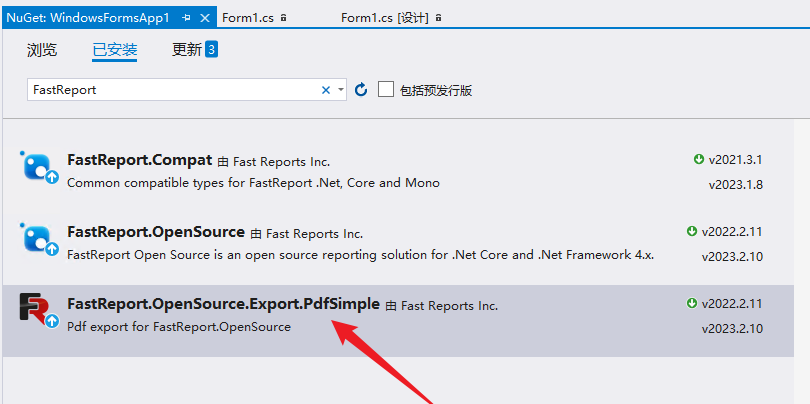 NuGet: WindowsFormsApp1 Form1.cs Form1.cs [设计]
浏览 已安装 更新 3
FastReport 包括预发行版
FastReport.Compat 由 Fast Reports Inc. v2021.3.1
Common compatible types for FastReport .Net, Core and Mono v2023.1.8
FastReport.OpenSource 由 Fast Reports Inc. v2022.2.11
FastReport Open Source is an open source reporting solution for .Net Core and .Net Framework 4.x. v2023.2.10
FastReport.OpenSource.Export.PdfSimple 由 Fast Reports Inc. v2022.2.11
Pdf export for FastReport.OpenSource v2023.2.10